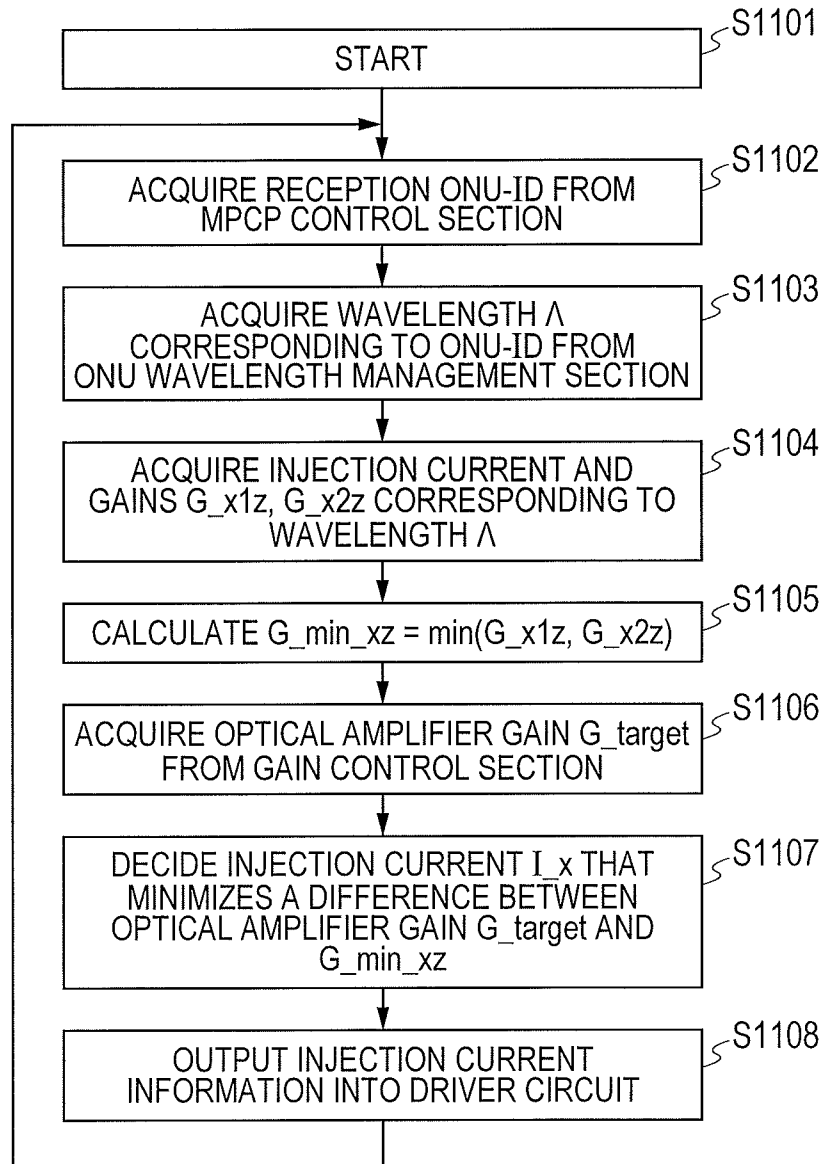 S1101
START
S1102
ACQUIRE RECEPTION ONU-ID FROM
MPCP CONTROL SECTION
S1103
ACQUIRE WAVELENGTH Λ
CORRESPONDING TO ONU-ID FROM
ONU WAVELENGTH MANAGEMENT SECTION
S1104
ACQUIRE INJECTION CURRENT AND
GAINS G_x1z, G_x2z CORRESPONDING TO
WAVELENGTH Λ
S1105
CALCULATE G_min_xz = min(G_x1z, G_x2z)
S1106
ACQUIRE OPTICAL AMPLIFIER GAIN G_target
FROM GAIN CONTROL SECTION
S1107
DECIDE INJECTION CURRENT I_x THAT
MINIMIZES A DIFFERENCE BETWEEN
OPTICAL AMPLIFIER GAIN G_target AND
G_min_xz
S1108
OUTPUT INJECTION CURRENT
INFORMATION INTO DRIVER CIRCUIT